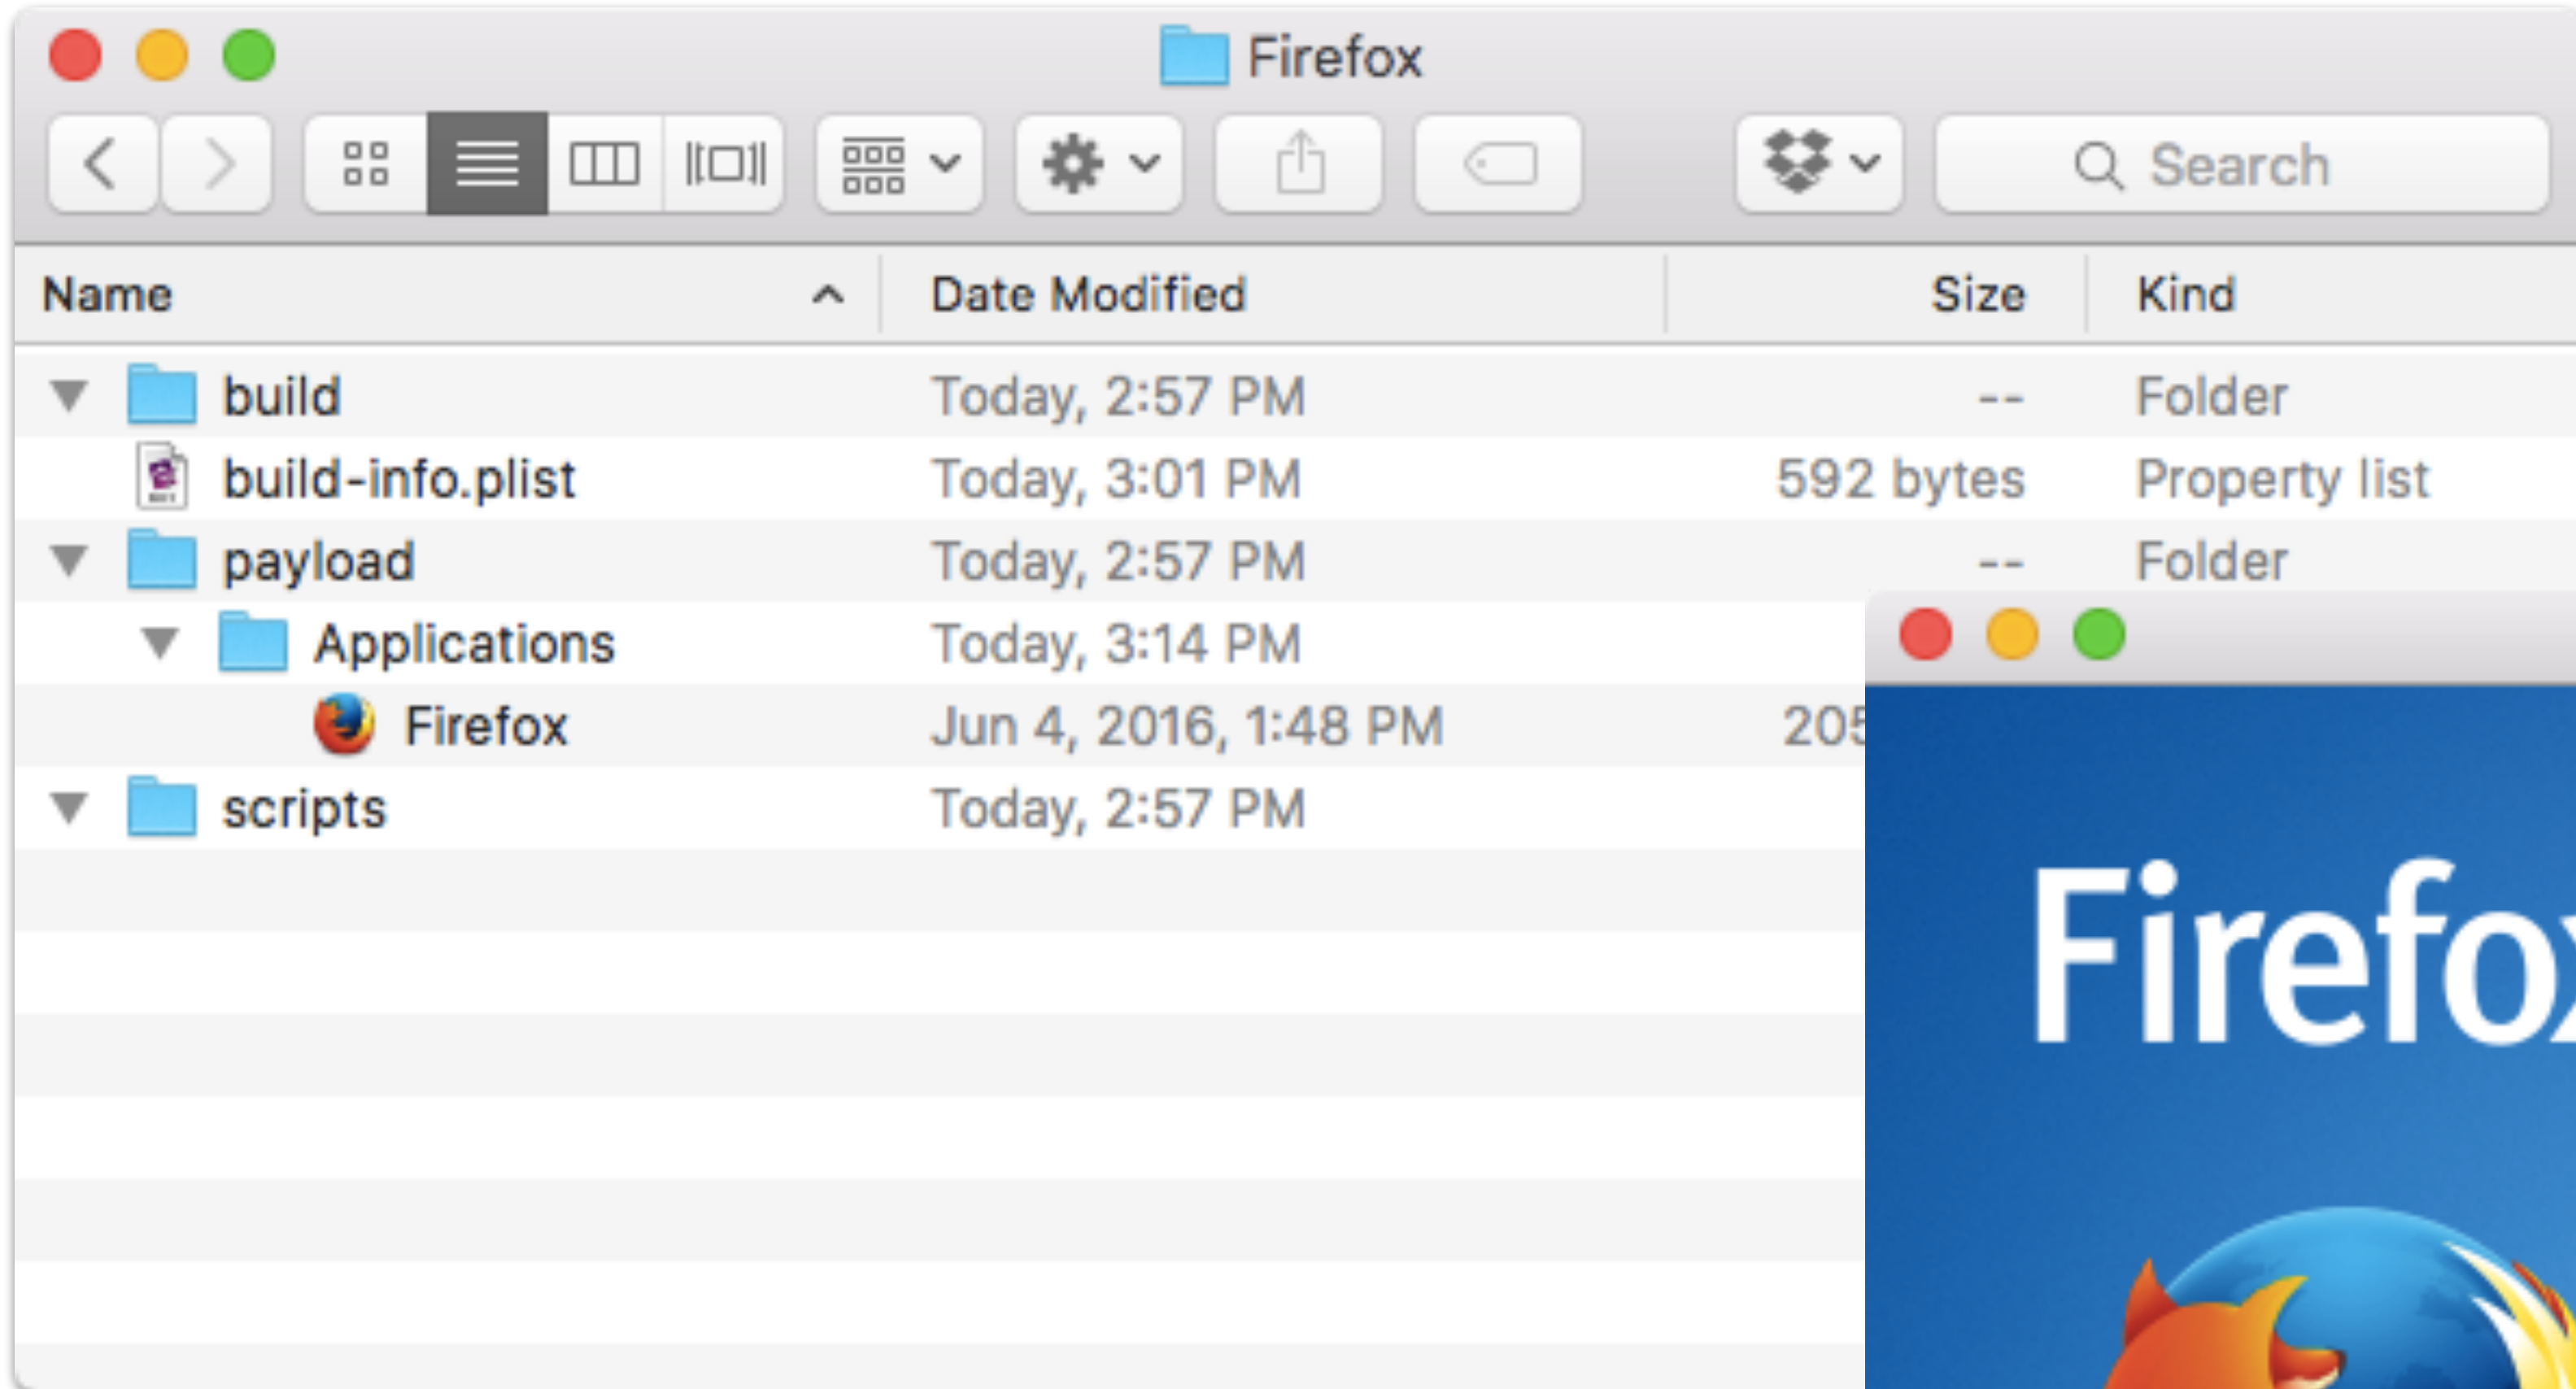 Firefox
Search
Name Date Modified Size Kind
build Today, 2:57 PM -- Folder
build-info.plist Today, 3:01 PM 592 bytes Property list
payload Today, 2:57 PM -- Folder
Applications Today, 3:14 PM
Firefox Jun 4, 2016, 1:48 PM 205
scripts Today, 2:57 PM
Firefox